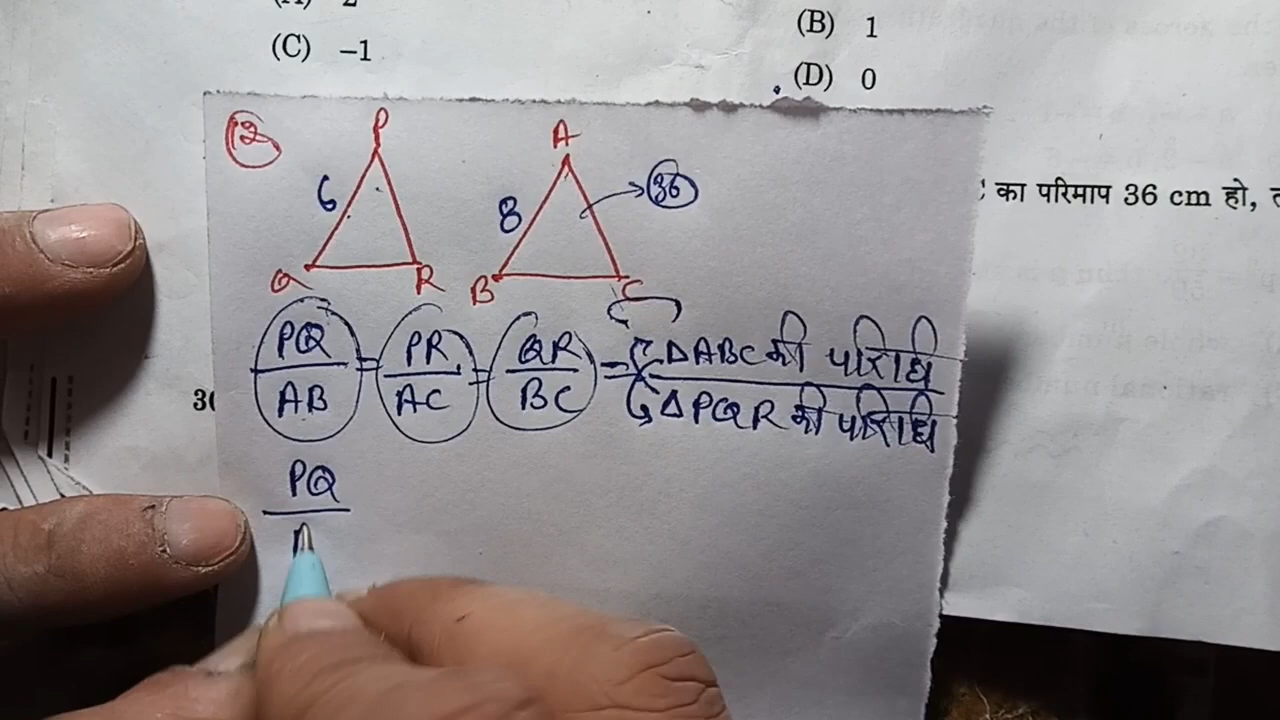 (B) 1
(C) -1
(D) 0
12
P
A
6
8
36
का परिमाप 36 cm हो,
Q
R
B
C
PQ/AB = PR/AC = QR/BC = ΔABC की परिधि/ΔPQR की परिधि
PQ